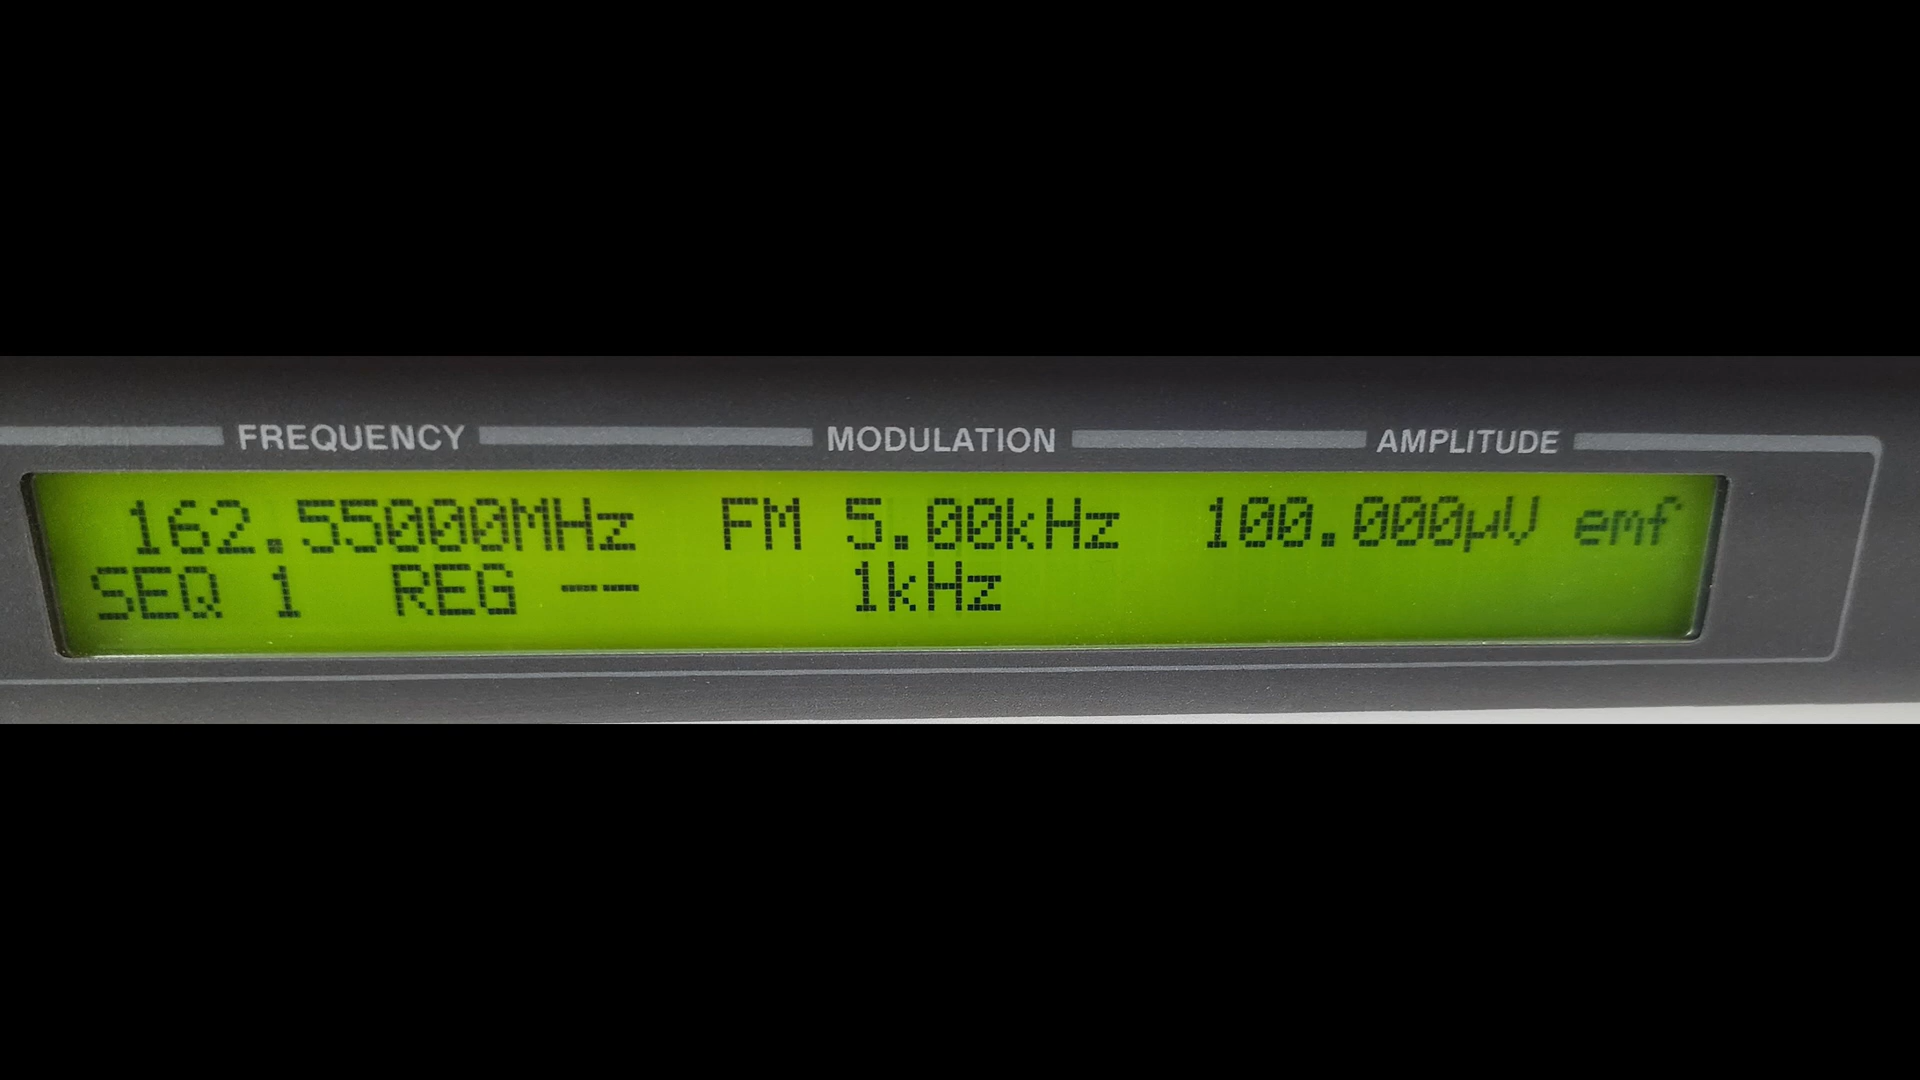 FREQUENCY MODULATION AMPLITUDE
162.55000MHz FM 5.00kHz 100.000µV emf
SEQ 1 REG -- 1kHz